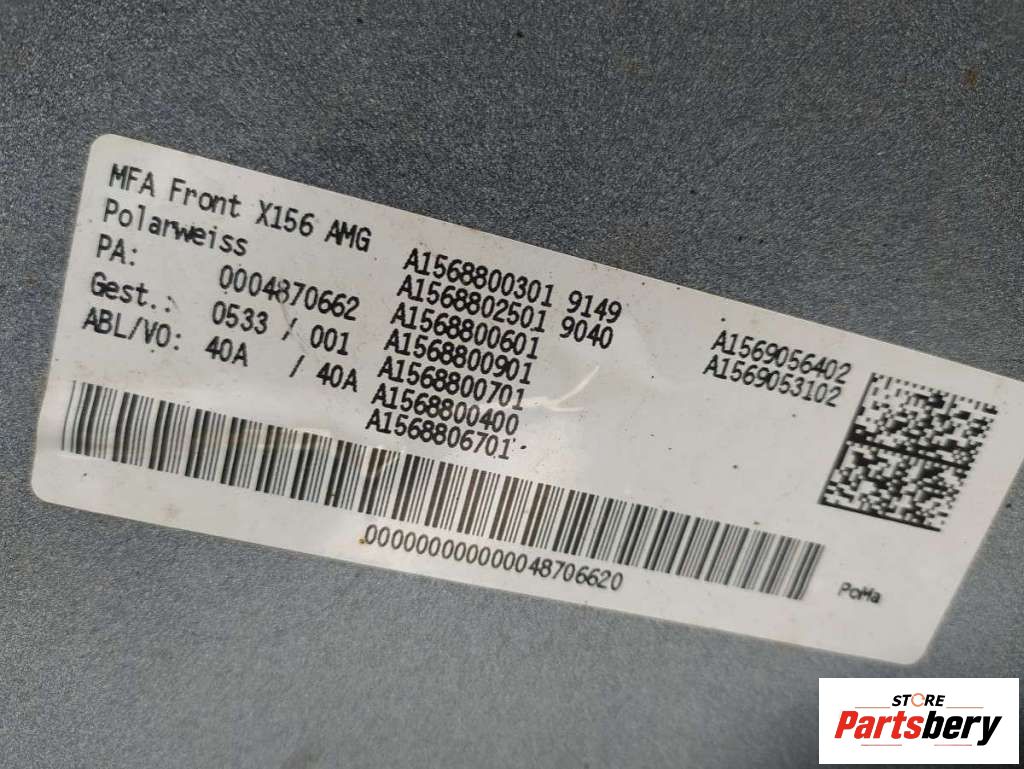 MFA Front X156 AMG
Polarweiss
PA: 0004870662
Gest.: 0533 / 001
ABL/VO: 40A / 40A
A1568800301 9149
A1568802501 9040
A1568800601
A1568800901
A1568800701
A1568800400
A1568806701
A1569056402
A1569053102
00000000000048706620
PoMa
STORE
Partsbery